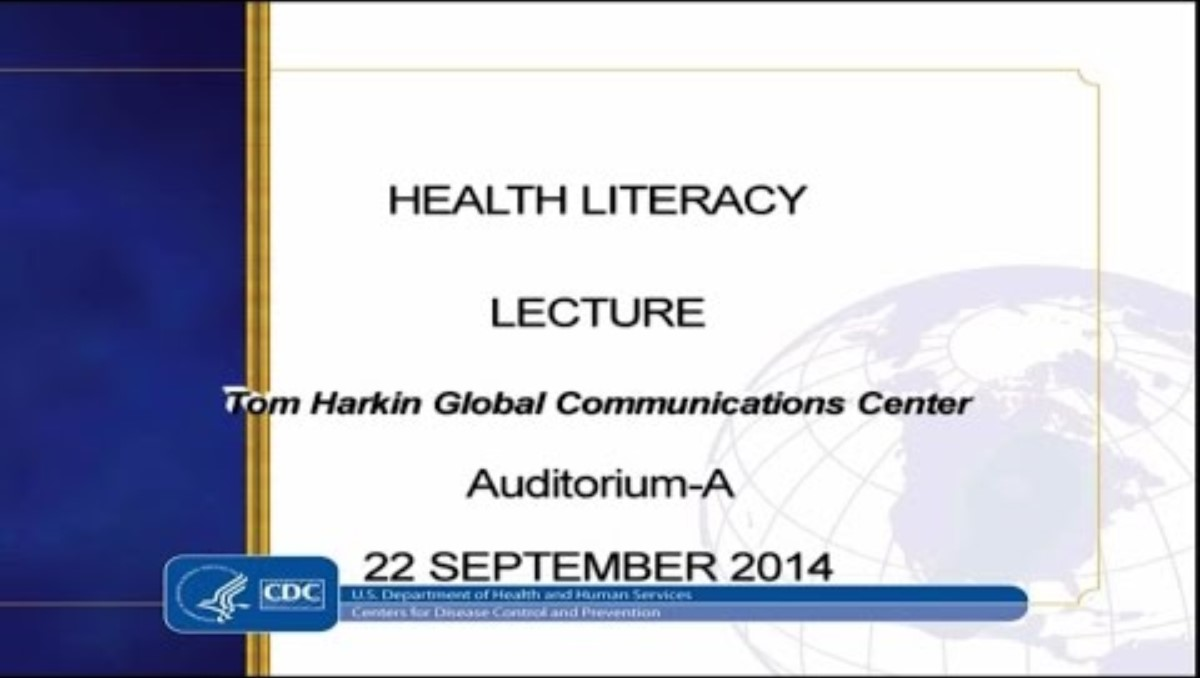 HEALTH LITERACY
LECTURE
Tom Harkin Global Communications Center
Auditorium-A
22 SEPTEMBER 2014
CDC
U.S. Department of Health and Human Services
Centers for Disease Control and Prevention